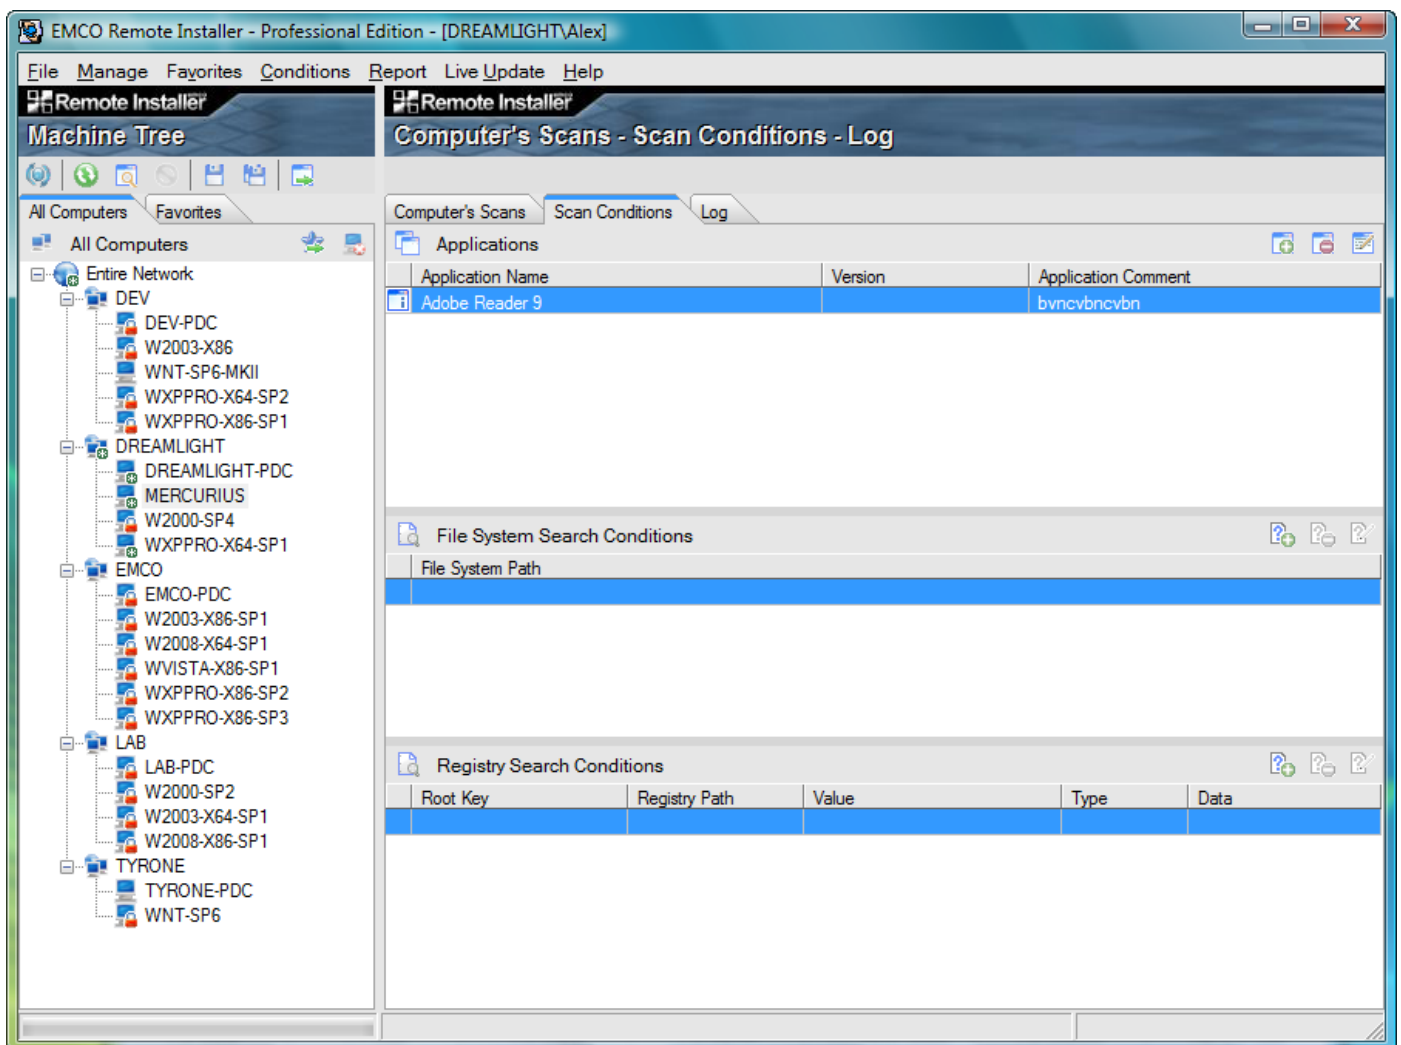 EMCO Remote Installer - Professional Edition - [DREAMLIGHT\Alex]
File Manage Favorites Conditions Report Live Update Help
Remote Installer
Machine Tree
All Computers Favorites
All Computers
Entire Network
DEV
DEV-PDC
W2003-X86
WNT-SP6-MKII
WXPPRO-X64-SP2
WXPPRO-X86-SP1
DREAMLIGHT
DREAMLIGHT-PDC
MERCURIUS
W2000-SP4
WXPPRO-X64-SP1
EMCO
EMCO-PDC
W2003-X86-SP1
W2008-X64-SP1
WVISTA-X86-SP1
WXPPRO-X86-SP2
WXPPRO-X86-SP3
LAB
LAB-PDC
W2000-SP2
W2003-X64-SP1
W2008-X86-SP1
TYRONE
TYRONE-PDC
WNT-SP6
Remote Installer
Computer's Scans - Scan Conditions - Log
Computer's Scans Scan Conditions Log
Applications
Application Name Version Application Comment
Adobe Reader 9 bvncvbncvbn
File System Search Conditions
File System Path
Registry Search Conditions
Root Key Registry Path Value Type Data